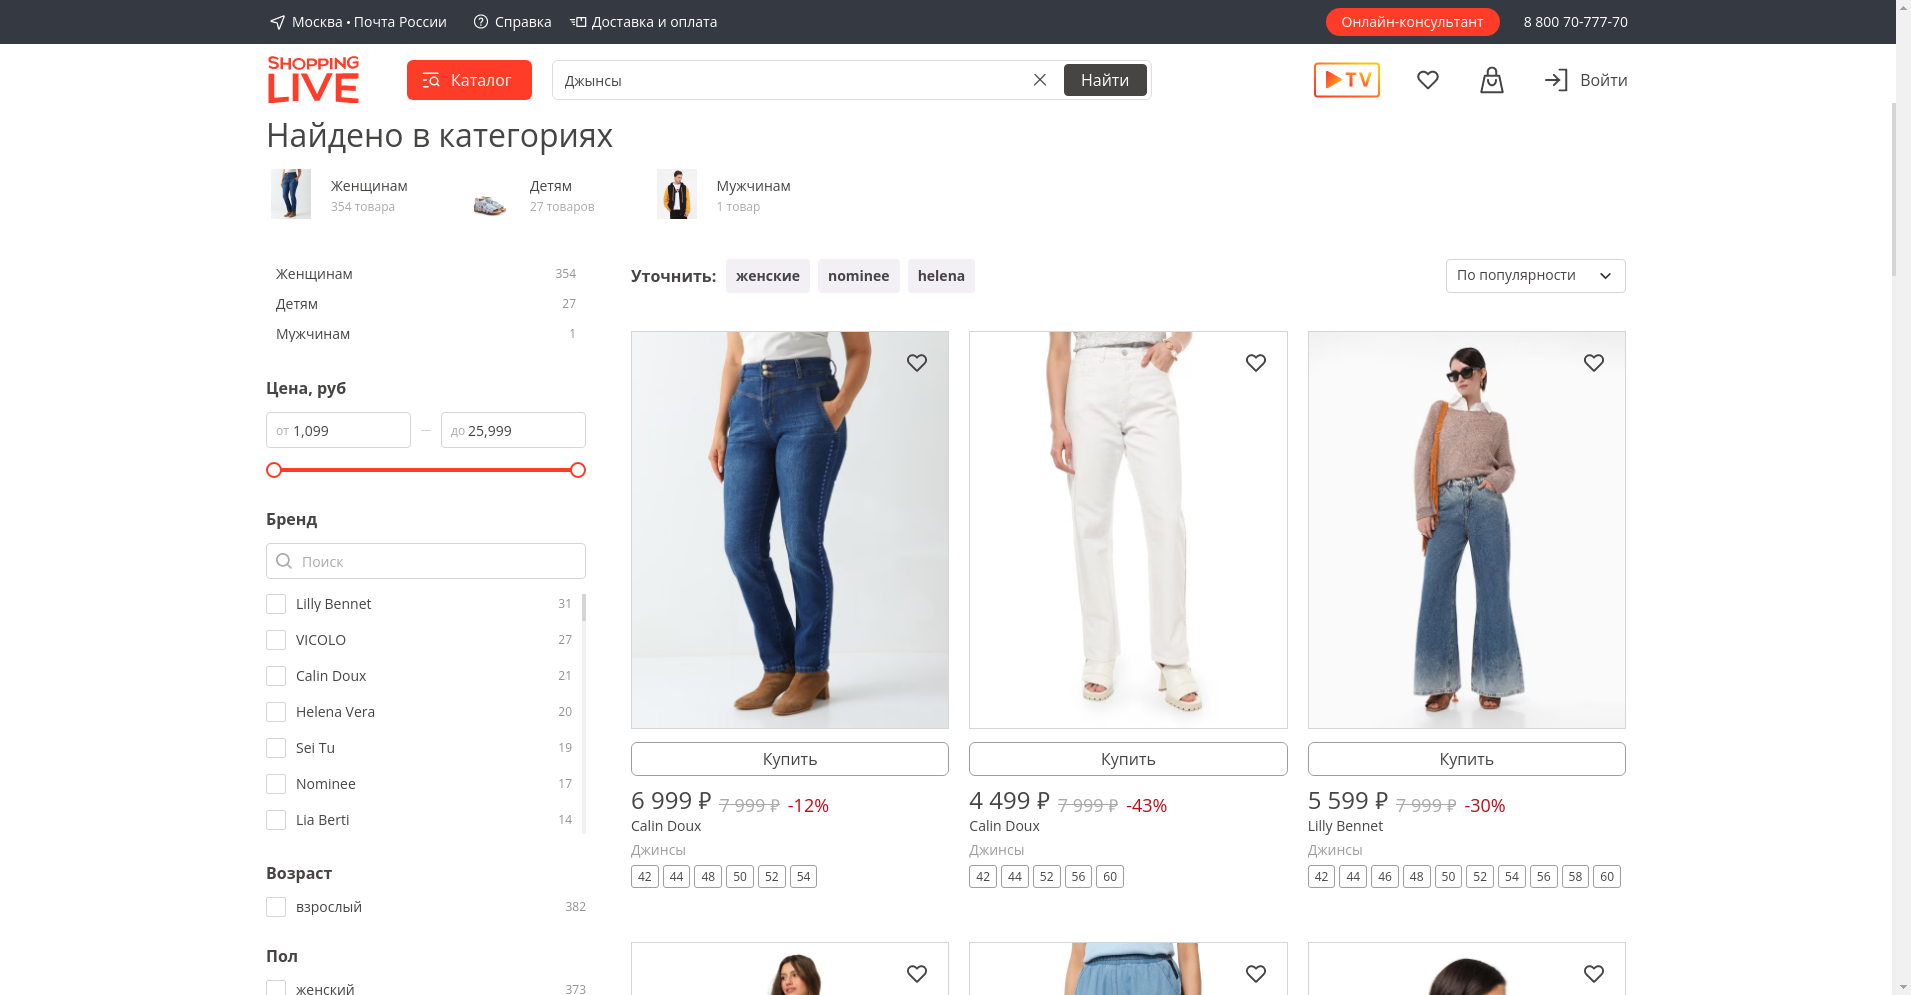 Москва • Почта России
Справка
Доставка и оплата
Онлайн-консультант
8 800 70-777-70
SHOPPING
LIVE
Каталог
Джынсы
Найти
TV
Войти
Найдено в категориях
Женщинам
354 товара
Детям
27 товаров
Мужчинам
1 товар
Женщинам 354
Детям 27
Мужчинам 1
Цена, руб
от 1,099 — до 25,999
Бренд
Поиск
Lilly Bennet 31
VICOLO 27
Calin Doux 21
Helena Vera 20
Sei Tu 19
Nominee 17
Lia Berti 14
Возраст
взрослый 382
Пол
женский 373
Уточнить: женские nominee helena
По популярности
Купить
6 999 ₽ 7 999 ₽ -12%
Calin Doux
Джинсы
42 44 48 50 52 54
Купить
4 499 ₽ 7 999 ₽ -43%
Calin Doux
Джинсы
42 44 52 56 60
Купить
5 599 ₽ 7 999 ₽ -30%
Lilly Bennet
Джинсы
42 44 46 48 50 52 54 56 58 60